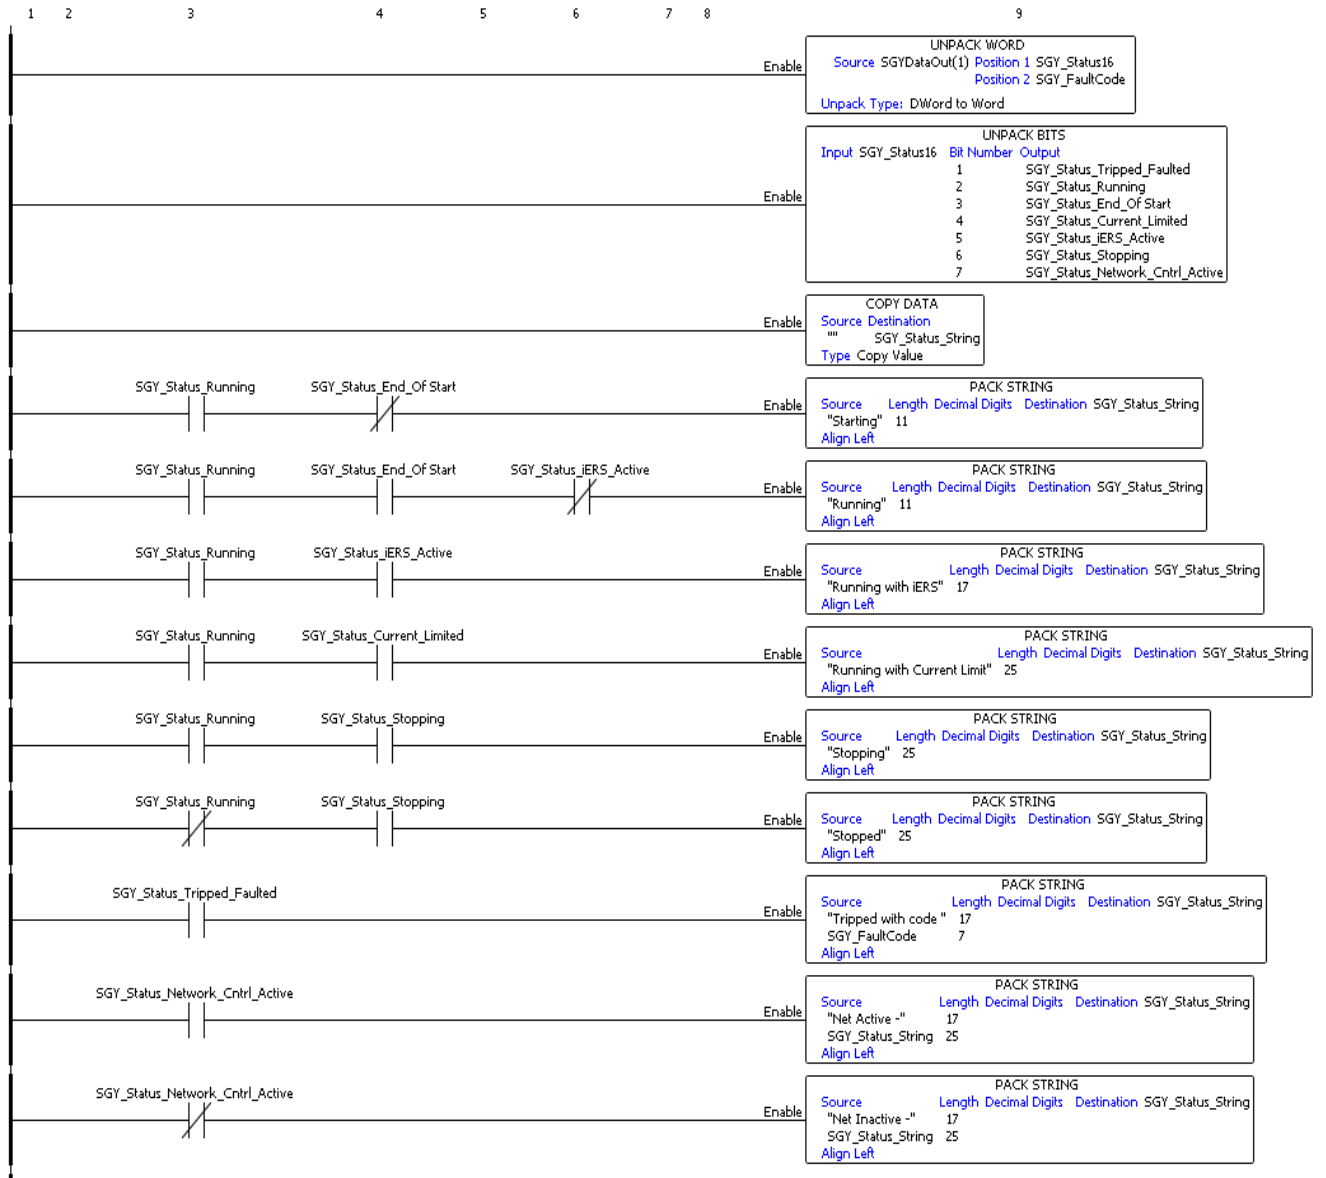 1 2 3 4 5 6 7 8 9
UNPACK WORD
Enable Source SGYDataOut(1) Position 1 SGY_Status16
Position 2 SGY_FaultCode
Unpack Type: DWord to Word
UNPACK BITS
Input SGY_Status16 Bit Number Output
1 SGY_Status_Tripped_Faulted
2 SGY_Status_Running
Enable 3 SGY_Status_End_Of Start
4 SGY_Status_Current_Limited
5 SGY_Status_iERS_Active
6 SGY_Status_Stopping
7 SGY_Status_Network_Cntrl_Active
COPY DATA
Enable Source Destination
"" SGY_Status_String
Type Copy Value
SGY_Status_Running SGY_Status_End_Of Start PACK STRING
Enable Source Length Decimal Digits Destination SGY_Status_String
"Starting" 11
Align Left
SGY_Status_Running SGY_Status_End_Of Start SGY_Status_iERS_Active PACK STRING
Enable Source Length Decimal Digits Destination SGY_Status_String
"Running" 11
Align Left
SGY_Status_Running SGY_Status_iERS_Active PACK STRING
Enable Source Length Decimal Digits Destination SGY_Status_String
"Running with iERS" 17
Align Left
SGY_Status_Running SGY_Status_Current_Limited PACK STRING
Enable Source Length Decimal Digits Destination SGY_Status_String
"Running with Current Limit" 25
Align Left
SGY_Status_Running SGY_Status_Stopping PACK STRING
Enable Source Length Decimal Digits Destination SGY_Status_String
"Stopping" 25
Align Left
SGY_Status_Running SGY_Status_Stopping PACK STRING
Enable Source Length Decimal Digits Destination SGY_Status_String
"Stopped" 25
Align Left
SGY_Status_Tripped_Faulted PACK STRING
Enable Source Length Decimal Digits Destination SGY_Status_String
"Tripped with code " 17
SGY_FaultCode 7
Align Left
SGY_Status_Network_Cntrl_Active PACK STRING
Enable Source Length Decimal Digits Destination SGY_Status_String
"Net Active -" 17
SGY_Status_String 25
Align Left
SGY_Status_Network_Cntrl_Active PACK STRING
Enable Source Length Decimal Digits Destination SGY_Status_String
"Net Inactive -" 17
SGY_Status_String 25
Align Left